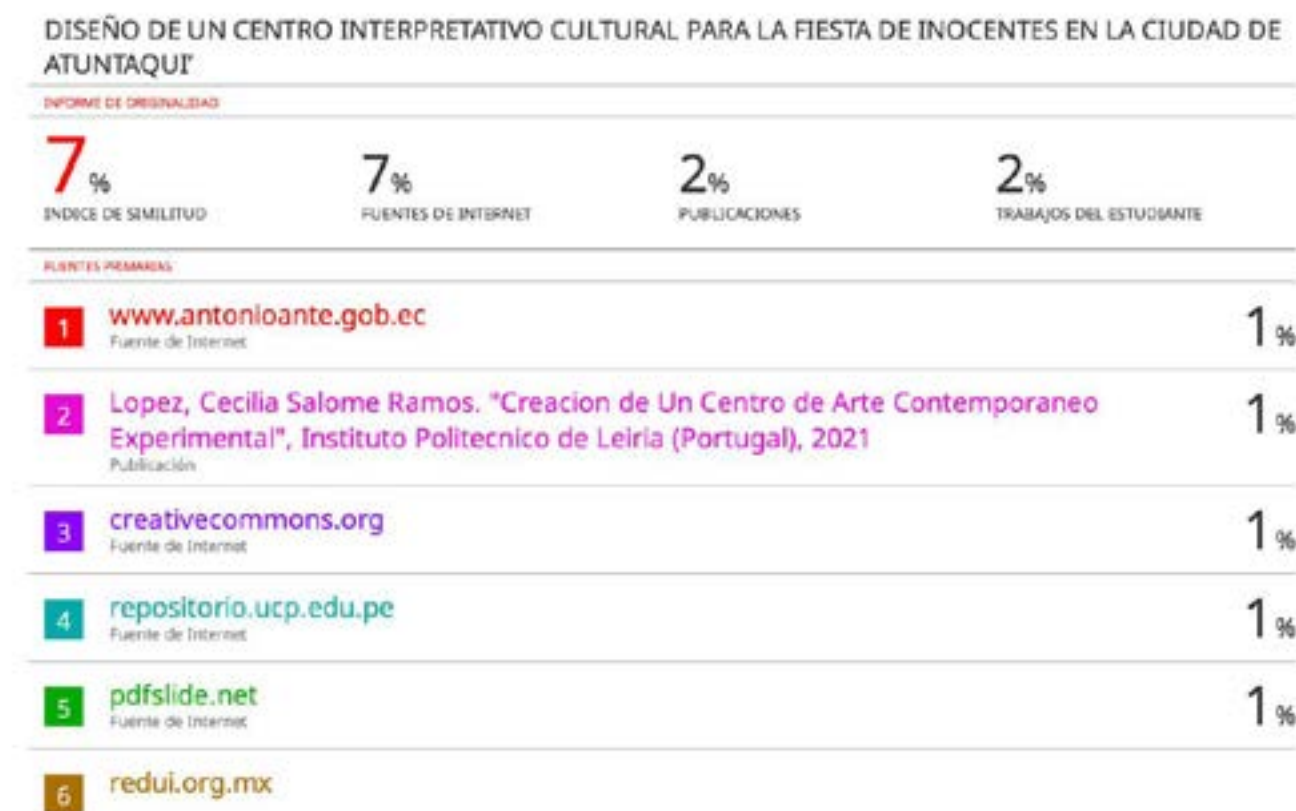 DISEÑO DE UN CENTRO INTERPRETATIVO CULTURAL PARA LA FIESTA DE INOCENTES EN LA CIUDAD DE
ATUNTAQUI”
INFORME DE ORIGINALIDAD
7%
INDICE DE SIMILITUD
7%
FUENTES DE INTERNET
2%
PUBLICACIONES
2%
TRABAJOS DEL ESTUDIANTE
FUENTES PRIMARIAS
1 www.antonioante.gob.ec 1%
Fuente de Internet
2 Lopez, Cecilia Salome Ramos. "Creacion de Un Centro de Arte Contemporaneo 1%
Experimental", Instituto Politecnico de Leiria (Portugal), 2021
Publicación
3 creativecommons.org 1%
Fuente de Internet
4 repositorio.ucp.edu.pe 1%
Fuente de Internet
5 pdfslide.net 1%
Fuente de Internet
6 redui.org.mx